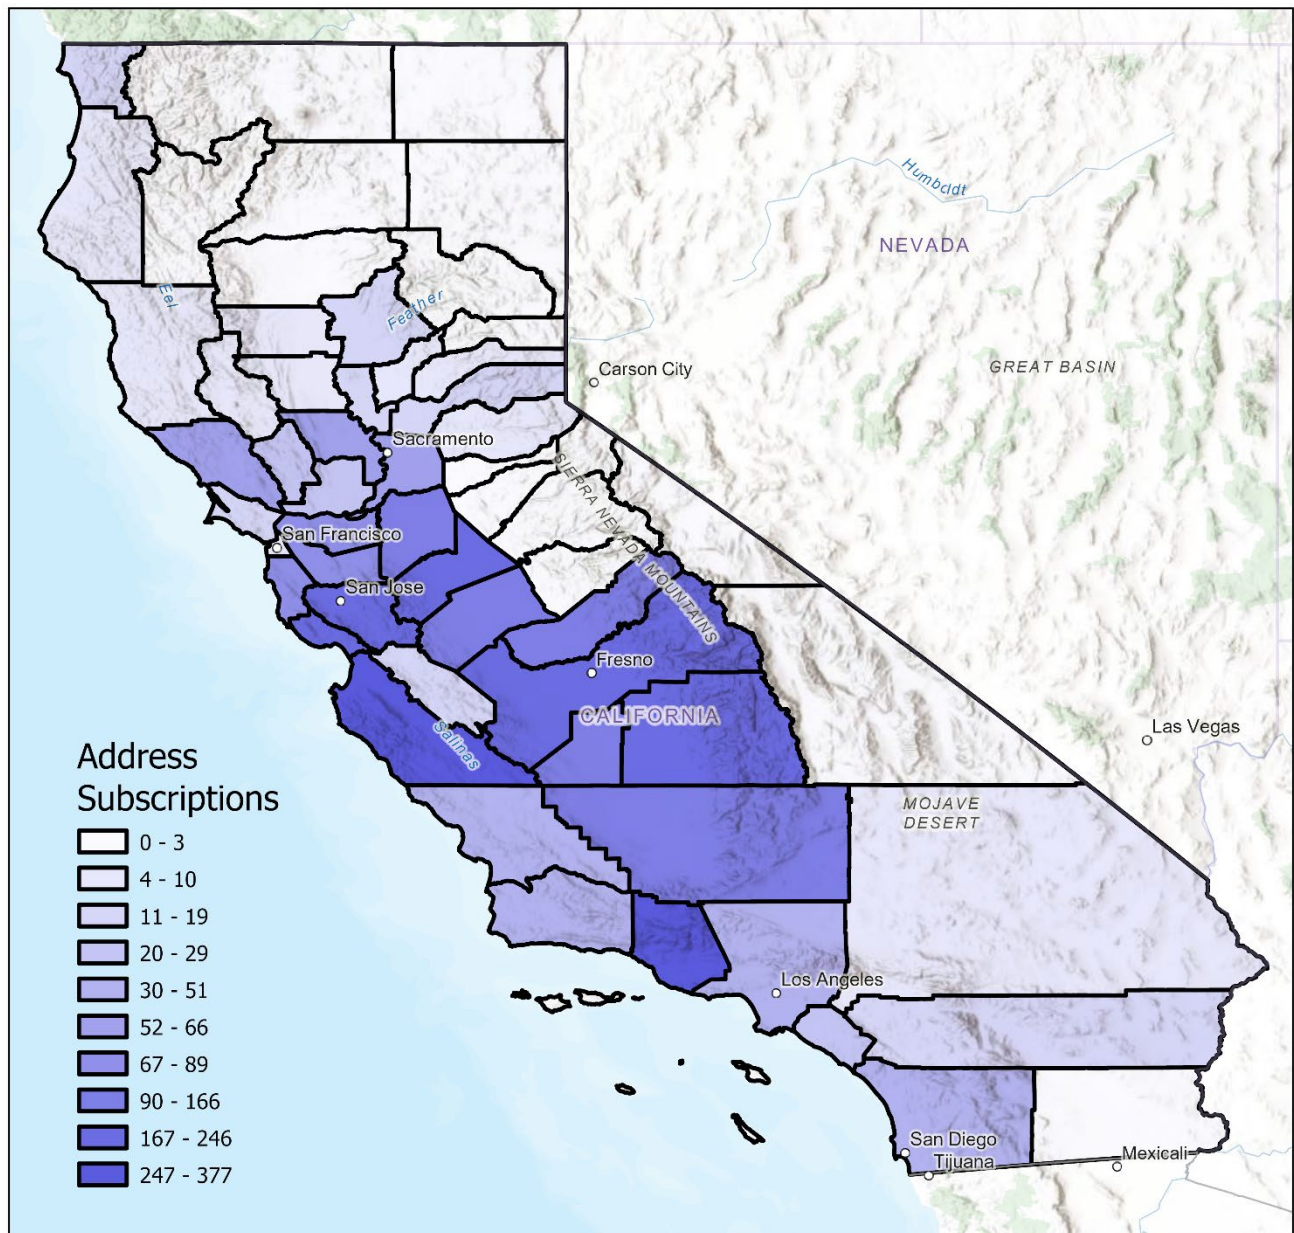 Humbcldt
NEVADA
Eel
Feather
Carson City
GREAT BASIN
Sacramento
SIERRA NEVADA MOUNTAINS
San Francisco
San Jose
Fresno
CALIFORNIA
Salinas
Las Vegas
Address
Subscriptions
0 - 3
4 - 10
11 - 19
20 - 29
30 - 51
52 - 66
67 - 89
90 - 166
167 - 246
247 - 377
MOJAVE
DESERT
Los Angeles
San Diego
Tijuana
Mexicali